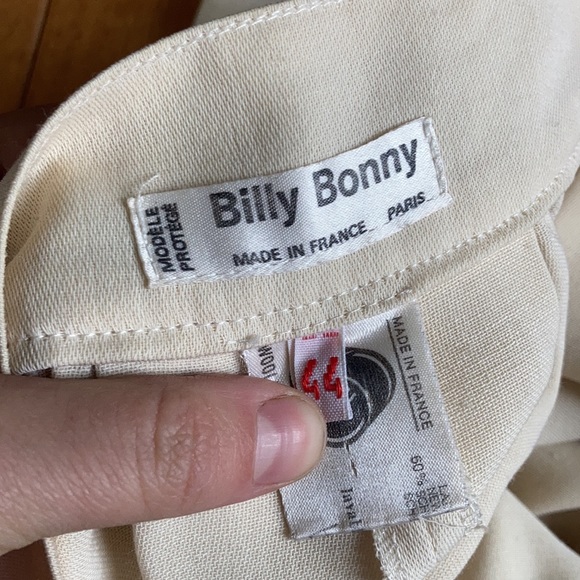 MODÈLE
PROTÉGÉ
Billy Bonny
MADE IN FRANCE PARIS
44
MADE IN FRANCE
60%